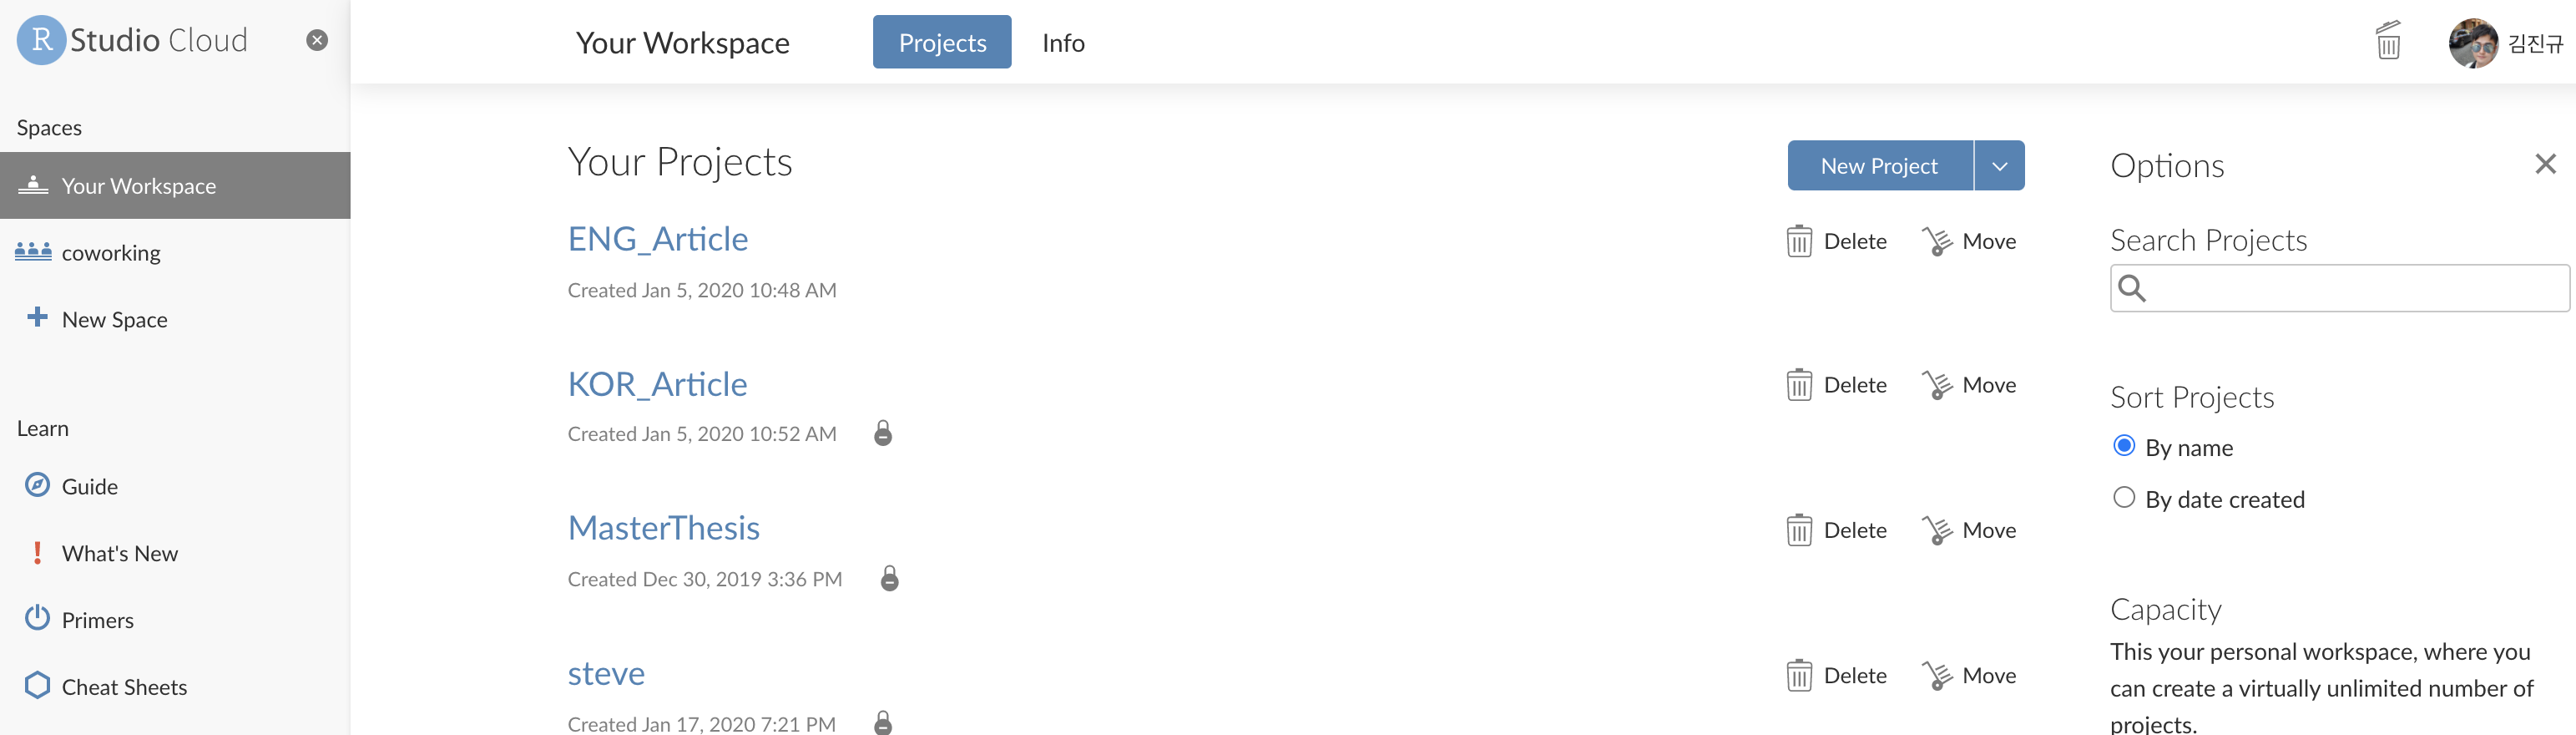 R Studio Cloud
Your Workspace
Projects
Info
김진규
Spaces
Your Workspace
coworking
New Space
Learn
Guide
What's New
Primers
Cheat Sheets
Your Projects
New Project
ENG_Article
Delete
Move
Created Jan 5, 2020 10:48 AM
KOR_Article
Delete
Move
Created Jan 5, 2020 10:52 AM
MasterThesis
Delete
Move
Created Dec 30, 2019 3:36 PM
steve
Delete
Move
Created Jan 17, 2020 7:21 PM
Options
Search Projects
Sort Projects
By name
By date created
Capacity
This your personal workspace, where you
can create a virtually unlimited number of
projects.